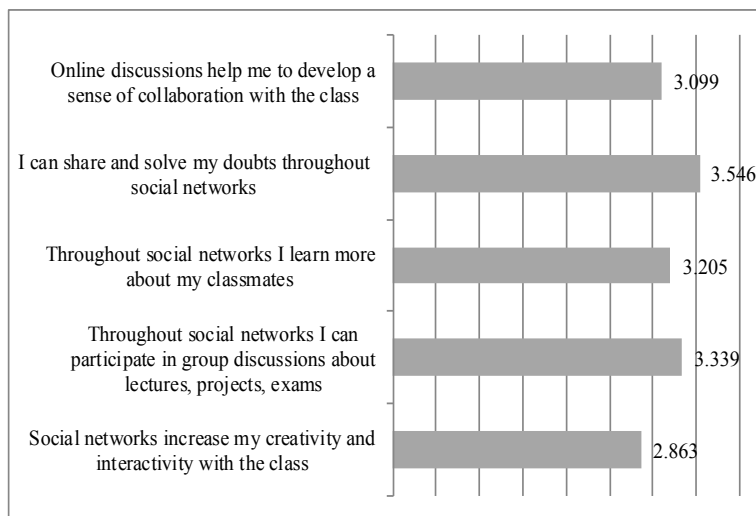 Online discussions help me to develop a
sense of collaboration with the class
3.099
I can share and solve my doubts throughout
social networks
3.546
Throughout social networks I learn more
about my classmates
3.205
Throughout social networks I can
participate in group discussions about
lectures, projects, exams
3.339
Social networks increase my creativity and
interactivity with the class
2.863